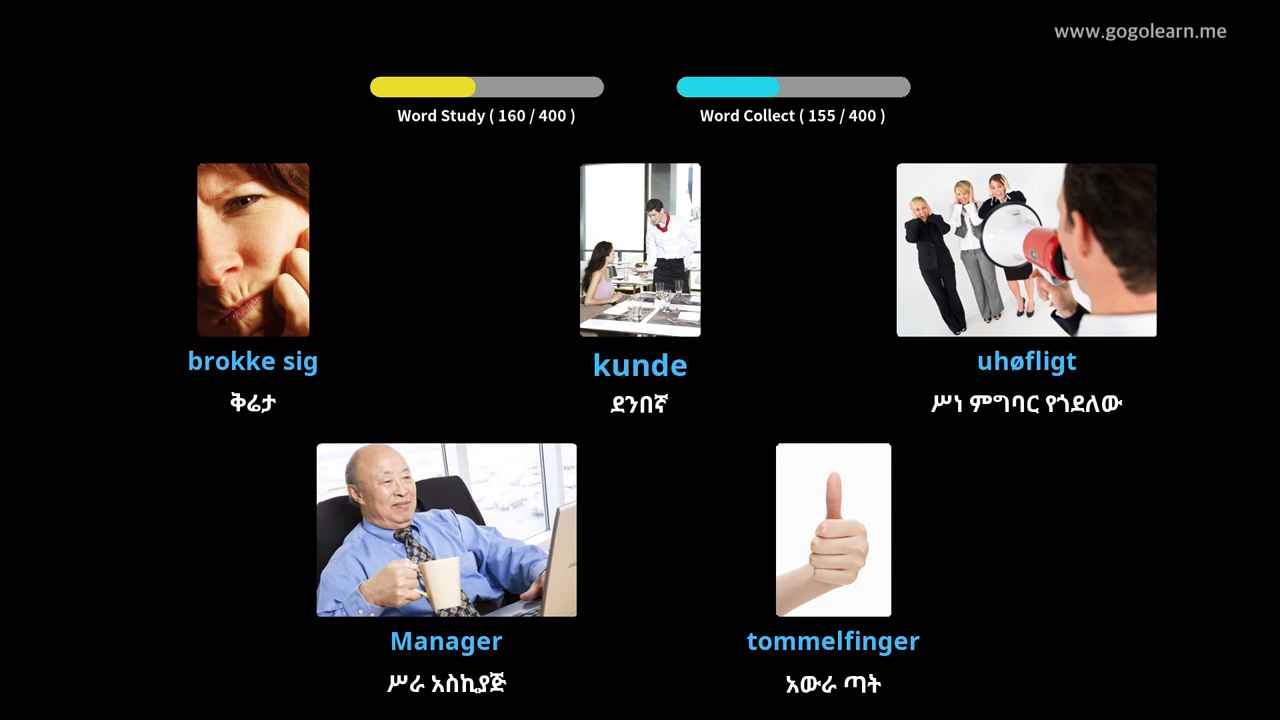 www.gogolearn.me
Word Study ( 160 / 400 )
Word Collect ( 155 / 400 )
brokke sig
ቅሬታ
kunde
ደንበኛ
uhøfligt
ሥነ ምግባር የጎደለው
Manager
ሥራ አስኪያጅ
tommelfinger
አውራ ጣት